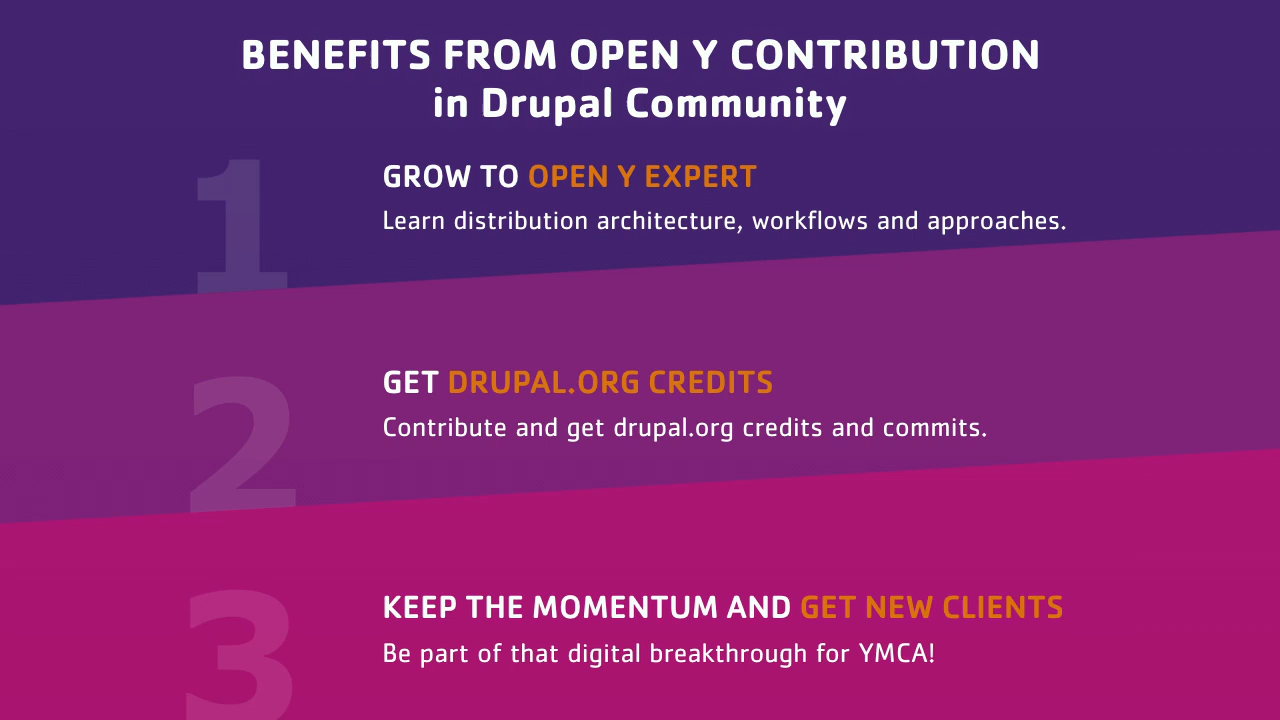 BENEFITS FROM OPEN Y CONTRIBUTION
in Drupal Community
1
GROW TO OPEN Y EXPERT
Learn distribution architecture, workflows and approaches.
2
GET DRUPAL.ORG CREDITS
Contribute and get drupal.org credits and commits.
3
KEEP THE MOMENTUM AND GET NEW CLIENTS
Be part of that digital breakthrough for YMCA!